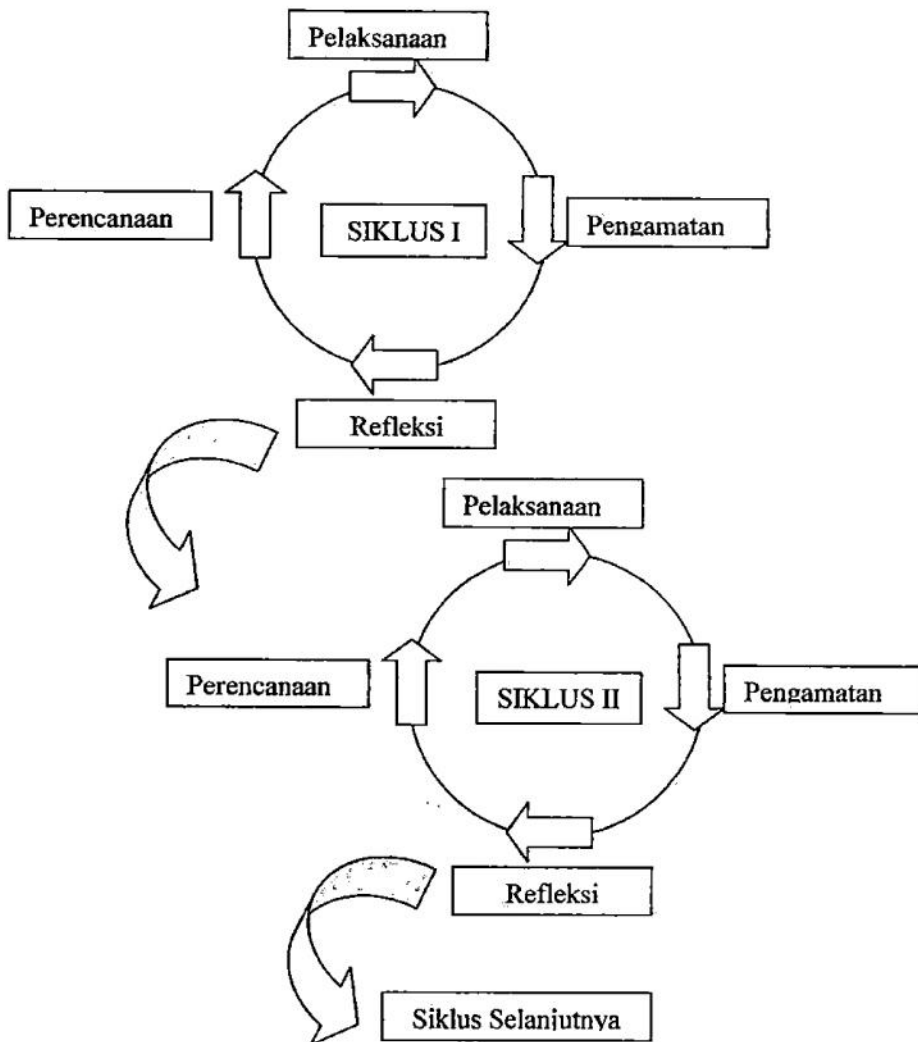 Pelaksanaan
Perencanaan
SIKLUS I
Pengamatan
Refleksi
Pelaksanaan
Perencanaan
SIKLUS II
Pengamatan
Refleksi
Siklus Selanjutnya